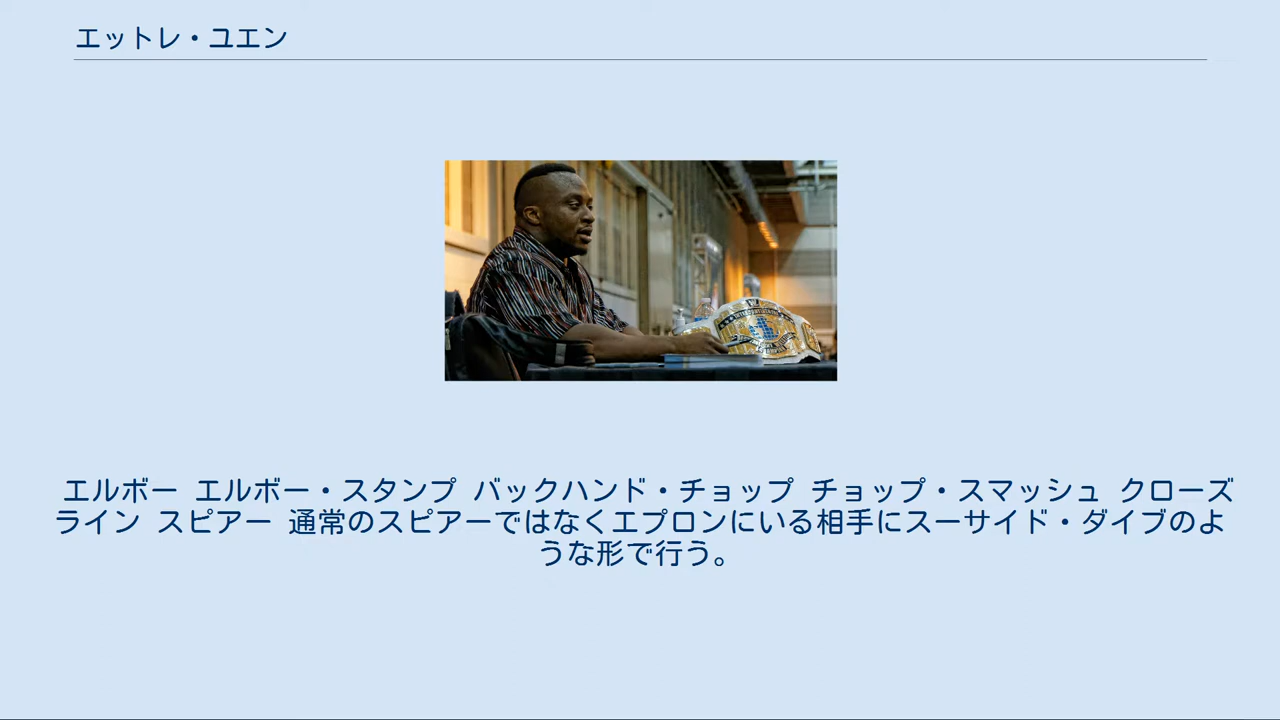 エットレ・ユエン
エルボー エルボー・スタンプ バックハンド・チョップ チョップ・スマッシュ クローズ
ライン スピアー 通常のスピアーではなくエプロンにいる相手にスーサイド・ダイブのよ
うな形で行う。